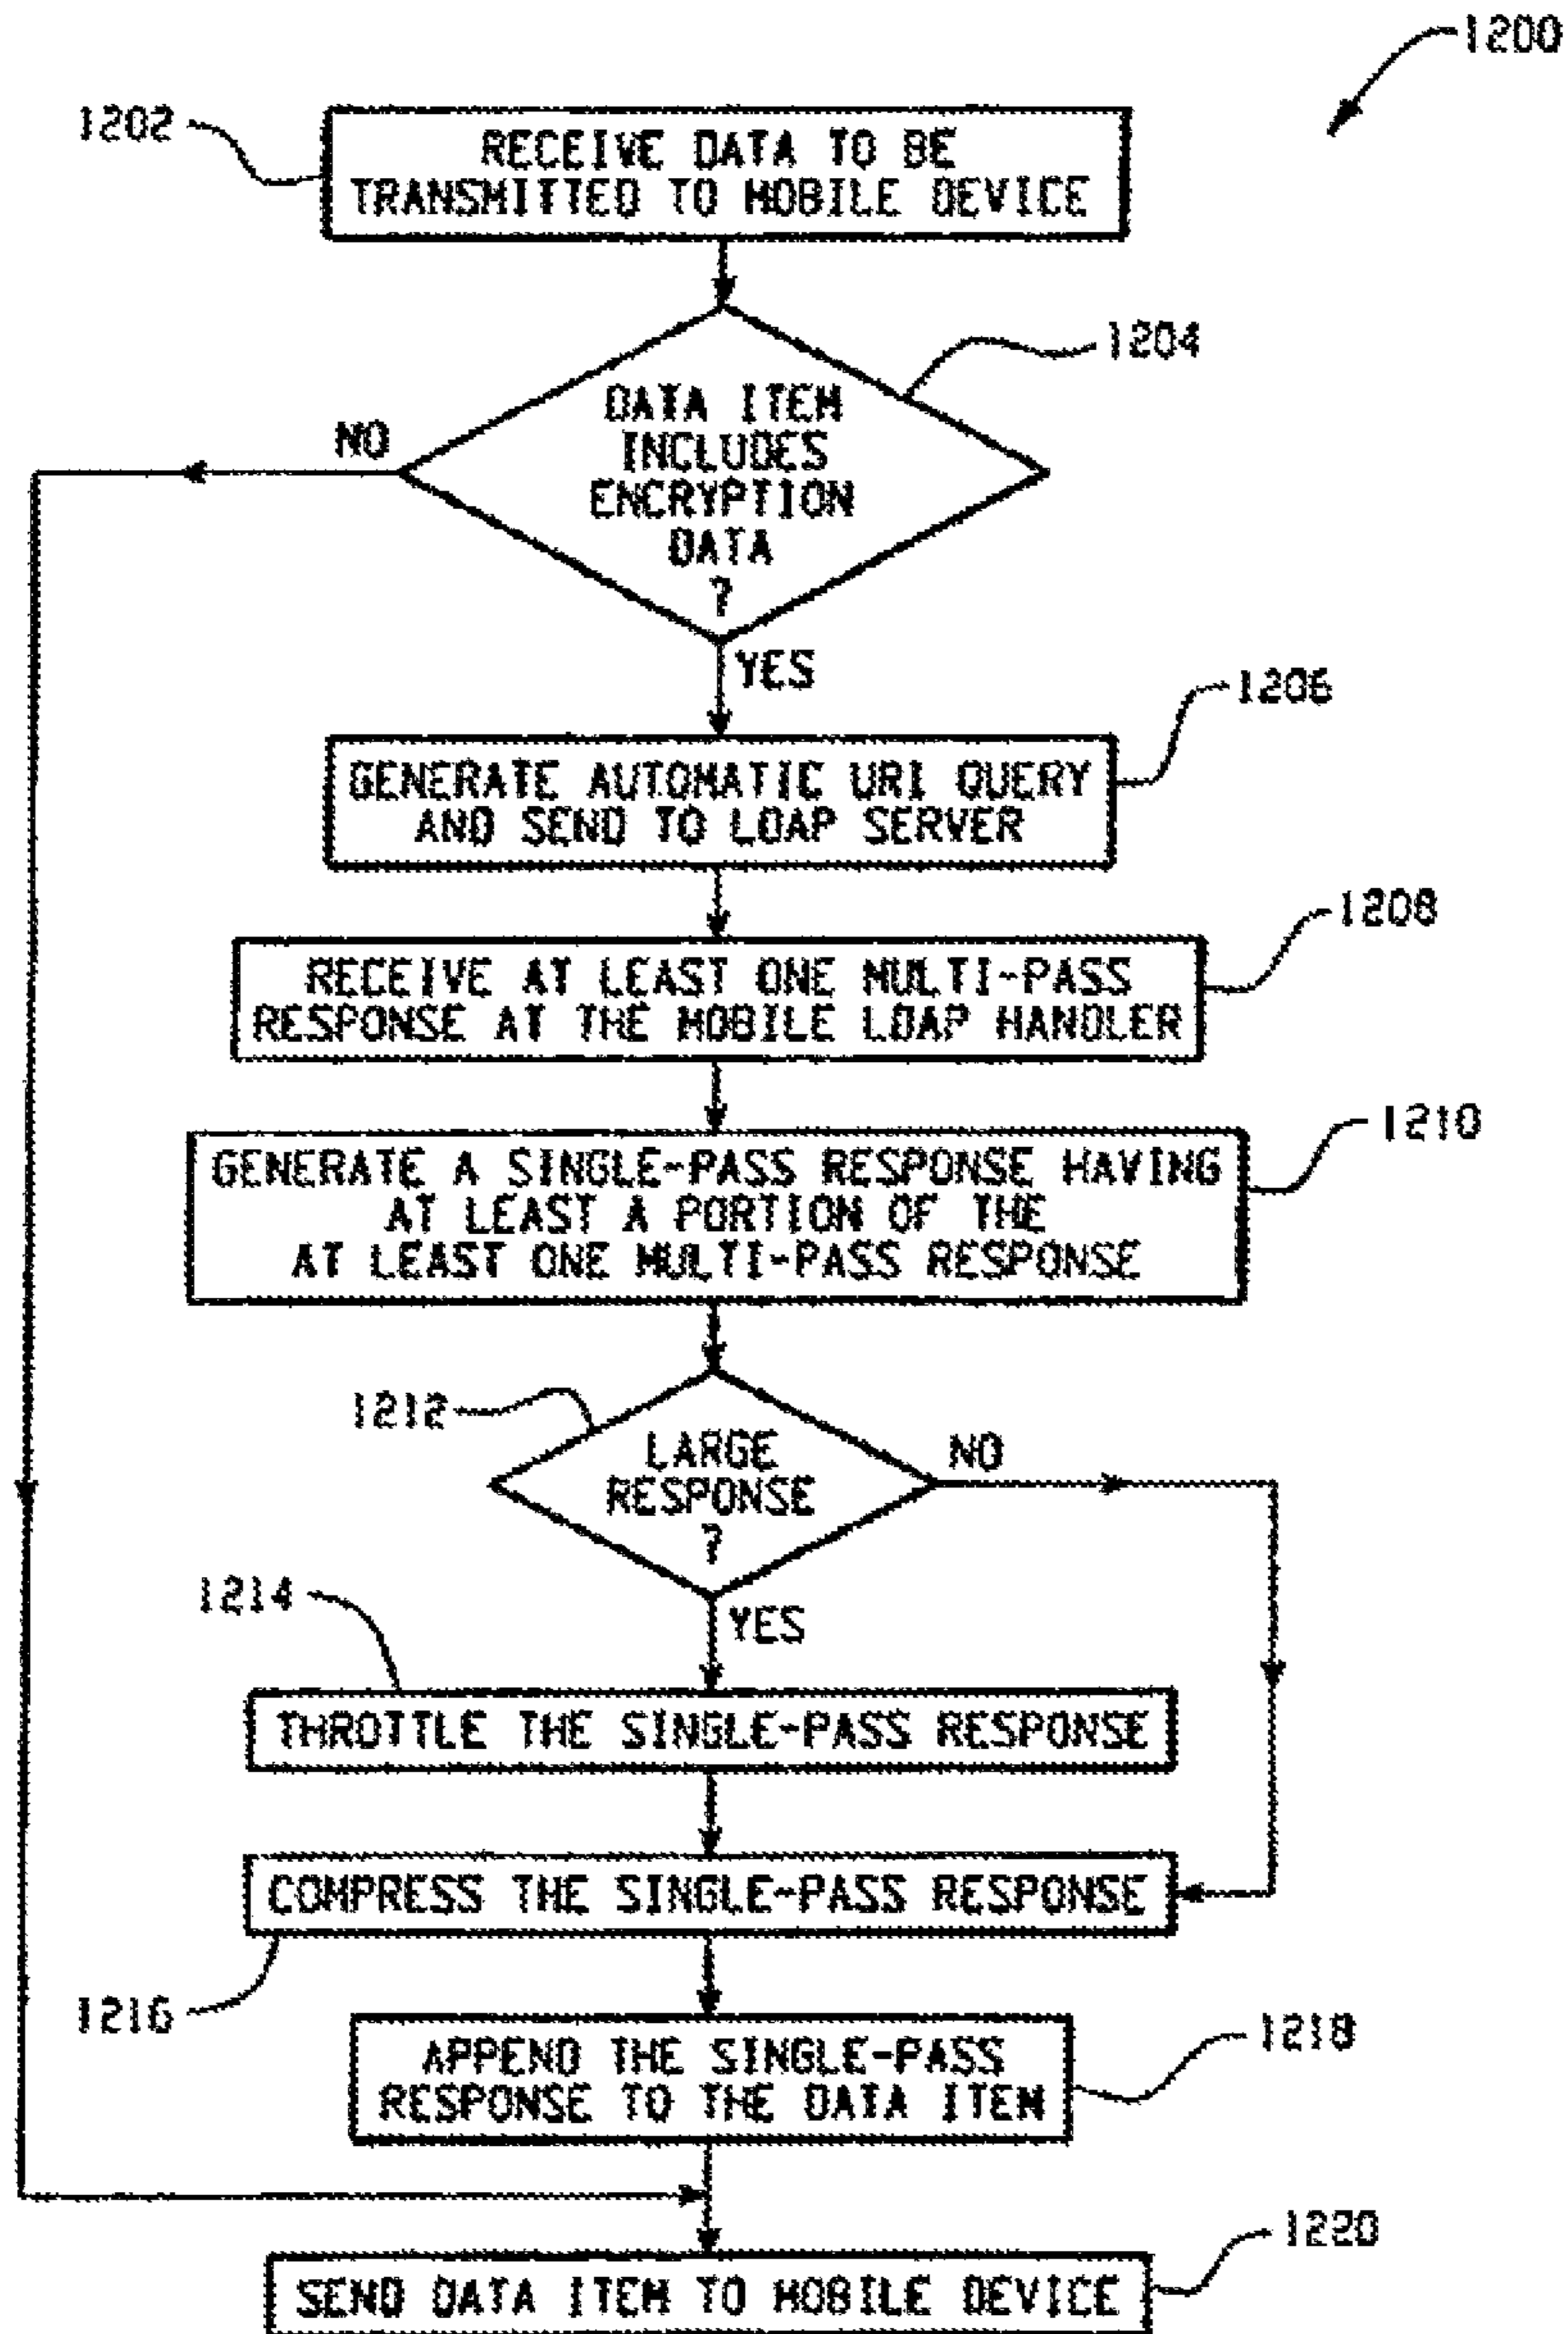 1200
1202
RECEIVE DATA TO BE
TRANSMITTED TO MOBILE DEVICE
1204
DATA ITEM
INCLUDES
ENCRYPTION
DATA
?
NO
YES
1206
GENERATE AUTOMATIC URI QUERY
AND SEND TO LDAP SERVER
1208
RECEIVE AT LEAST ONE MULTI-PASS
RESPONSE AT THE MOBILE LDAP HANDLER
1210
GENERATE A SINGLE-PASS RESPONSE HAVING
AT LEAST A PORTION OF THE
AT LEAST ONE MULTI-PASS RESPONSE
1212
LARGE
RESPONSE
?
NO
YES
1214
THROTTLE THE SINGLE-PASS RESPONSE
COMPRESS THE SINGLE-PASS RESPONSE
1216
APPEND THE SINGLE-PASS
RESPONSE TO THE DATA ITEM
1218
1220
SEND DATA ITEM TO MOBILE DEVICE